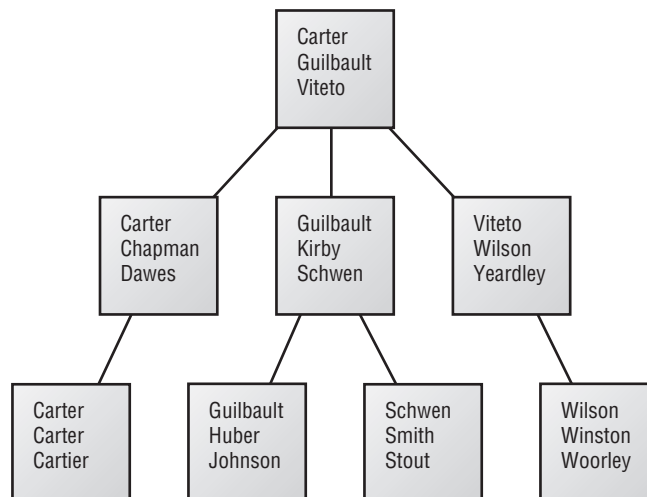 Carter
Guilbault
Viteto
Carter
Chapman
Dawes
Guilbault
Kirby
Schwen
Viteto
Wilson
Yeardley
Carter
Carter
Cartier
Guilbault
Huber
Johnson
Schwen
Smith
Stout
Wilson
Winston
Woorley